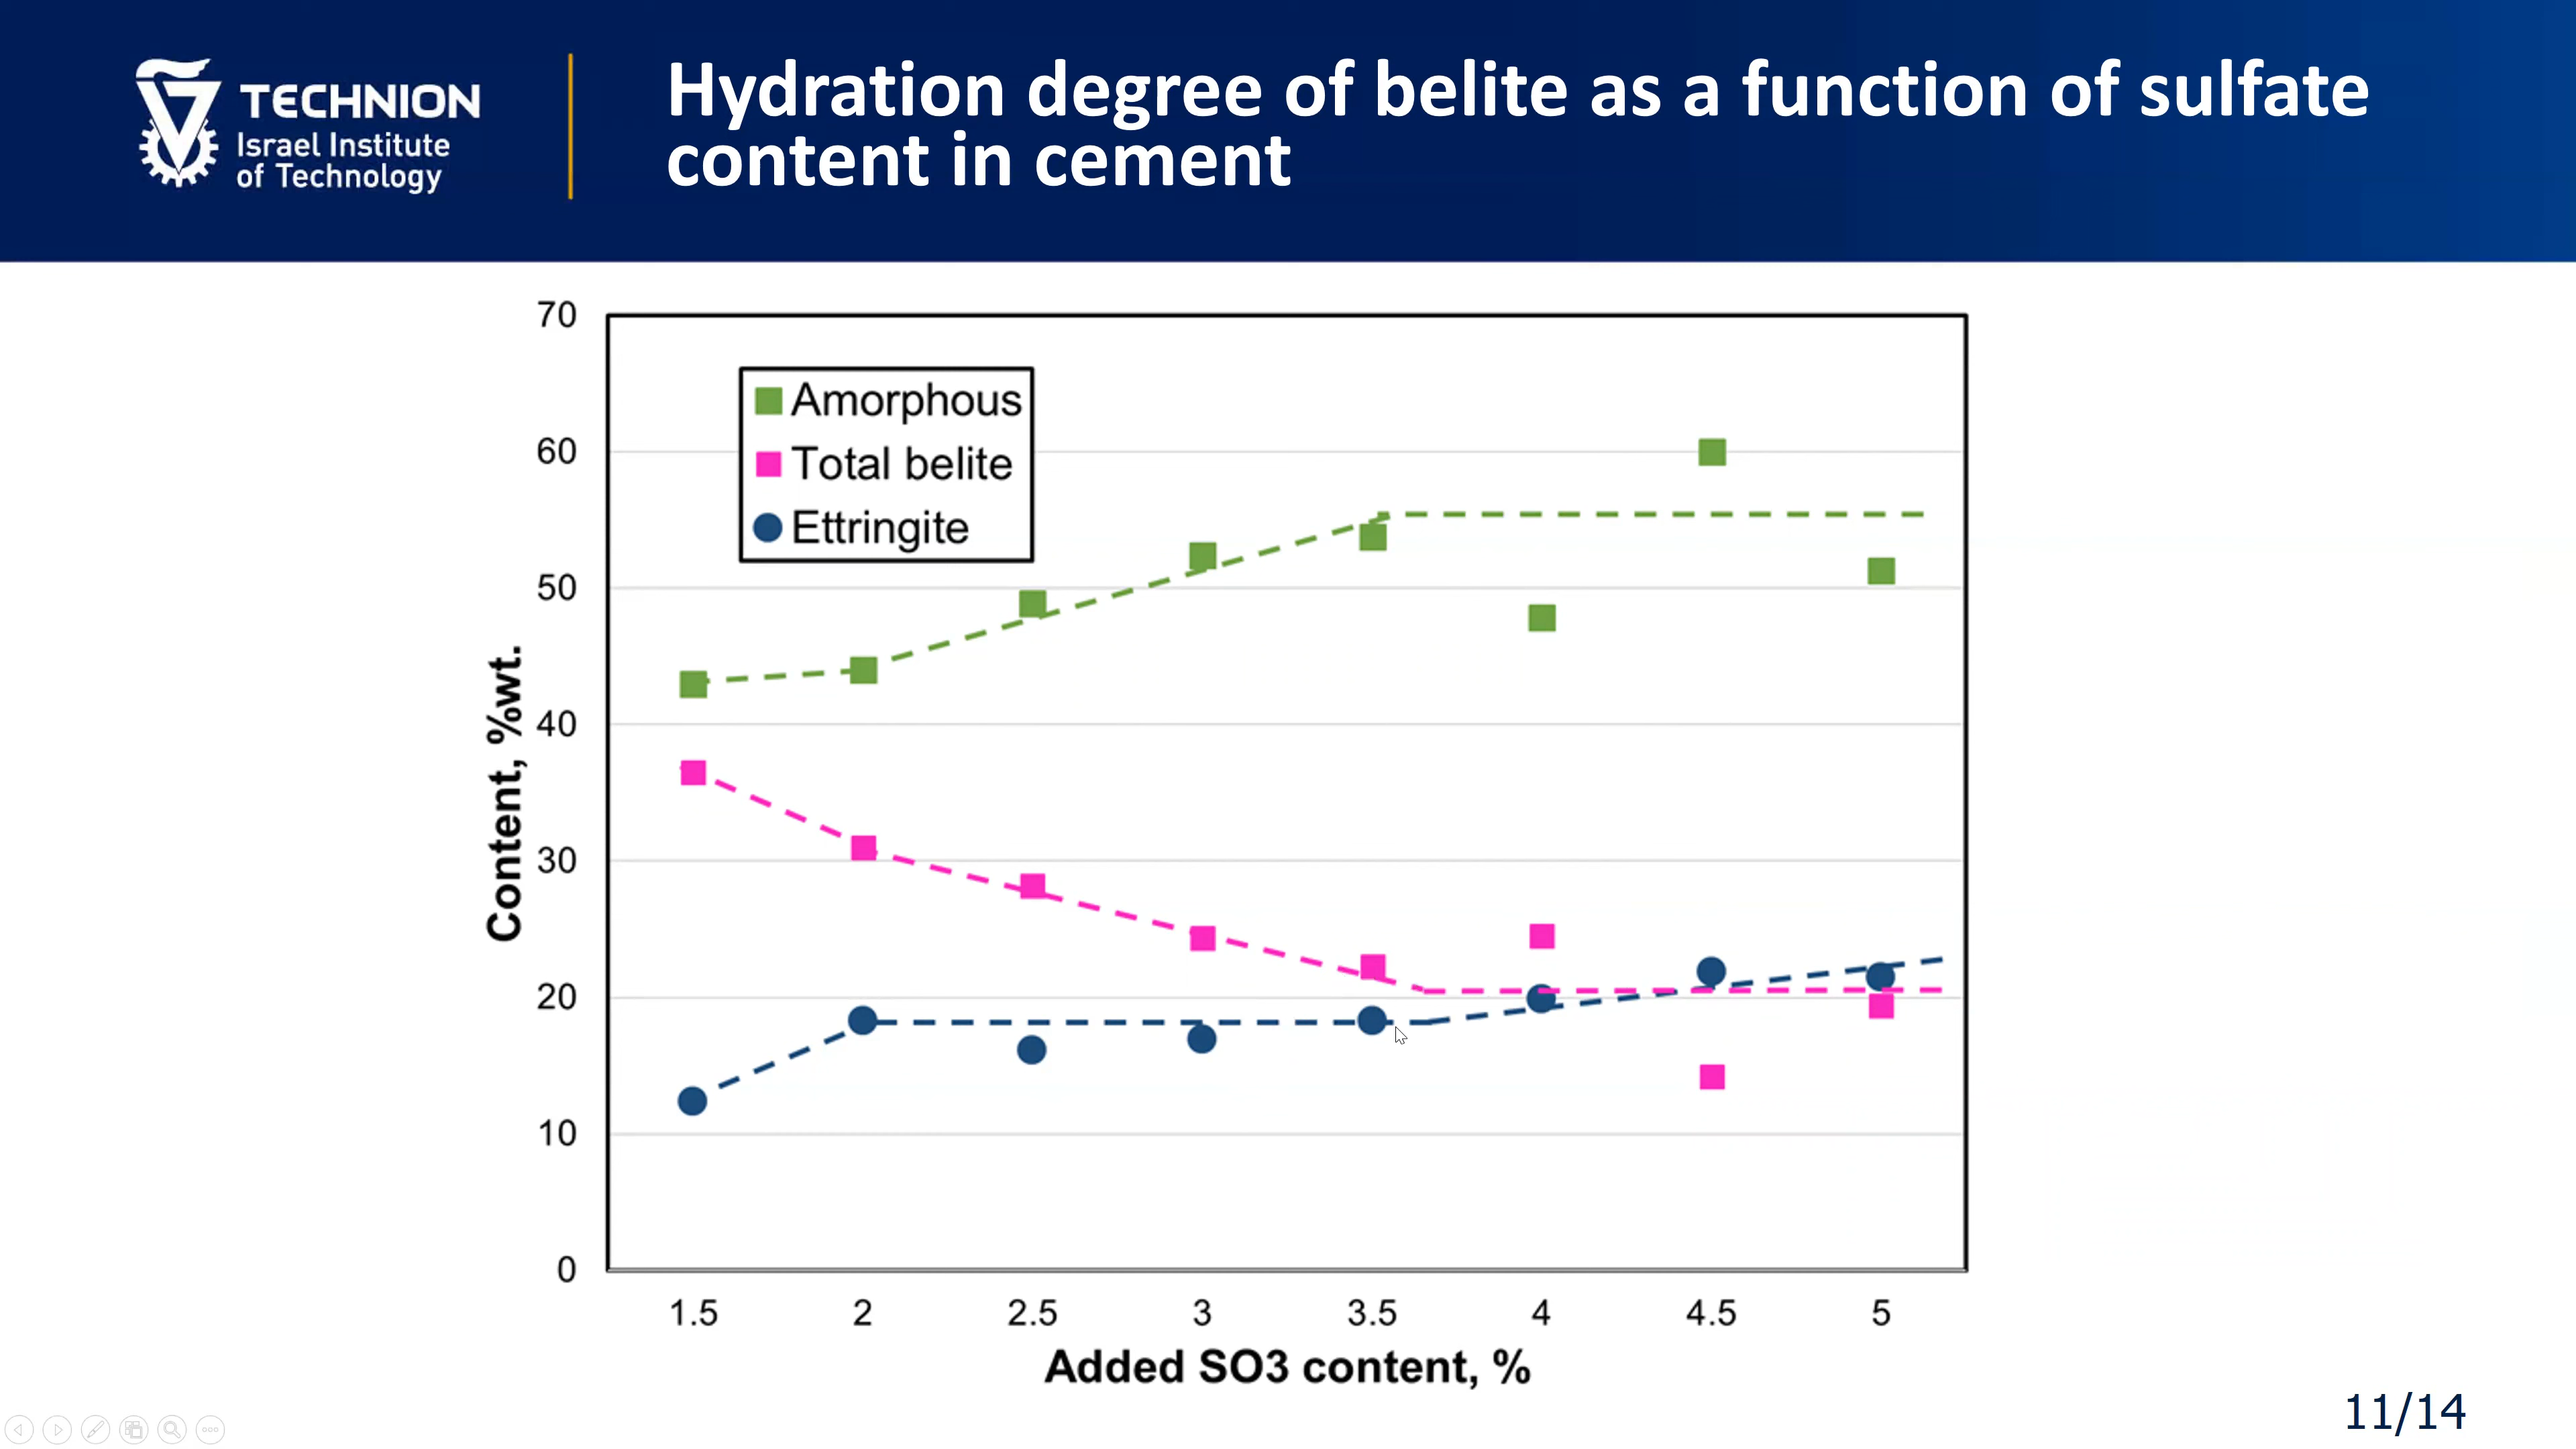 TECHNION
Israel Institute
of Technology
Hydration degree of belite as a function of sulfate
content in cement
70
60
50
40
30
20
10
0
Content, %wt.
Amorphous
Total belite
Ettringite
1.5 2 2.5 3 3.5 4 4.5 5
Added SO3 content, %
11/14